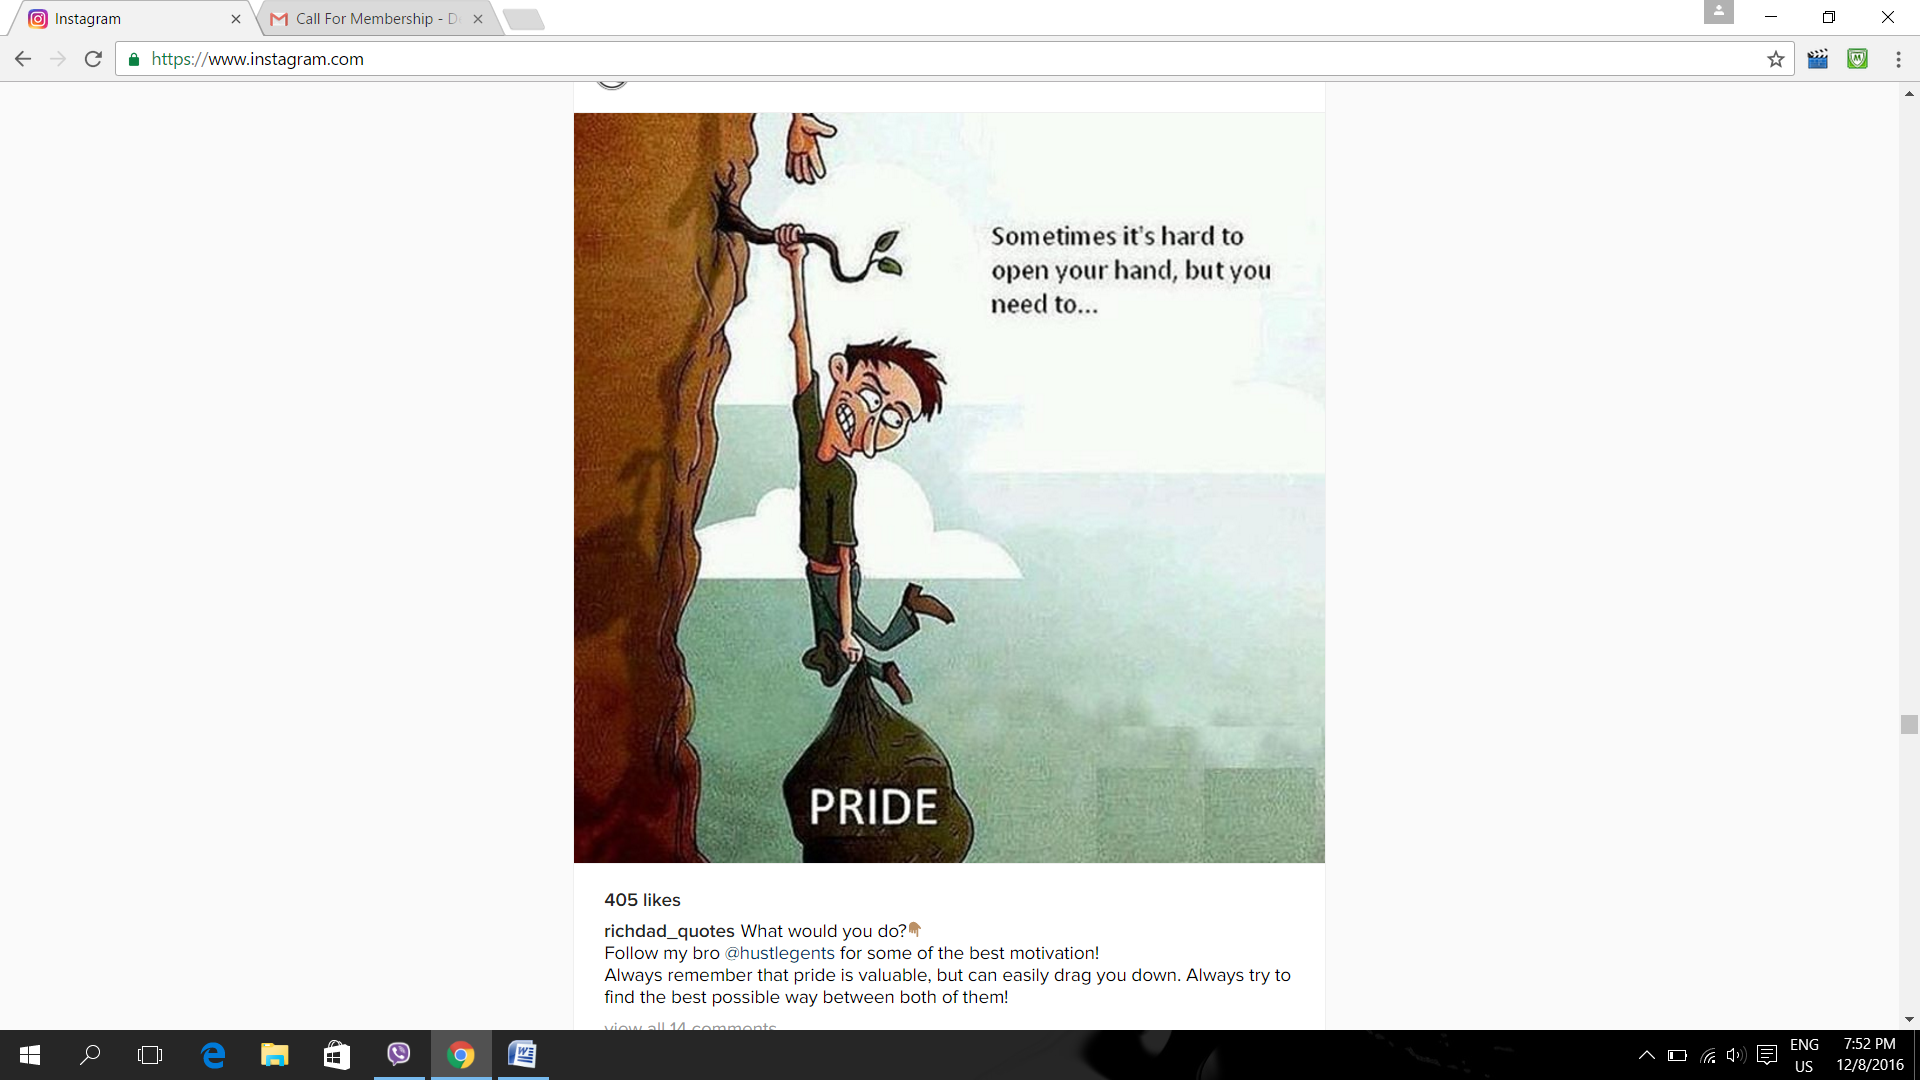 Instagram
Call For Membership - D
https://www.instagram.com
Sometimes it's hard to
open your hand, but you
need to...
PRIDE
405 likes
richdad_quotes What would you do?👇🏽
Follow my bro @hustlegents for some of the best motivation!
Always remember that pride is valuable, but can easily drag you down. Always try to
find the best possible way between both of them!
view all 14 comments
ENG
US
7:52 PM
12/8/2016